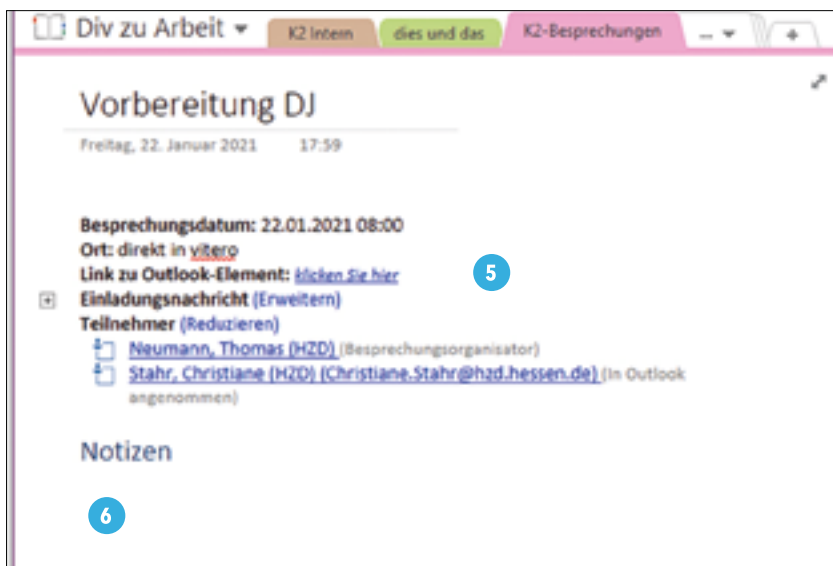 Div zu Arbeit
K2 Intern
dies und das
K2-Besprechungen
...
+
Vorbereitung DJ
Freitag, 22. Januar 2021 17:59
Besprechungsdatum: 22.01.2021 08:00
Ort: direkt in vitero
Link zu Outlook-Element: klicken Sie hier
5
Einladungsnachricht (Erweitern)
Teilnehmer (Reduzieren)
Neumann, Thomas (HZD) (Besprechungsorganisator)
Stahr, Christiane (HZD) (Christiane.Stahr@hzd.hessen.de) (In Outlook
angenommen)
Notizen
6